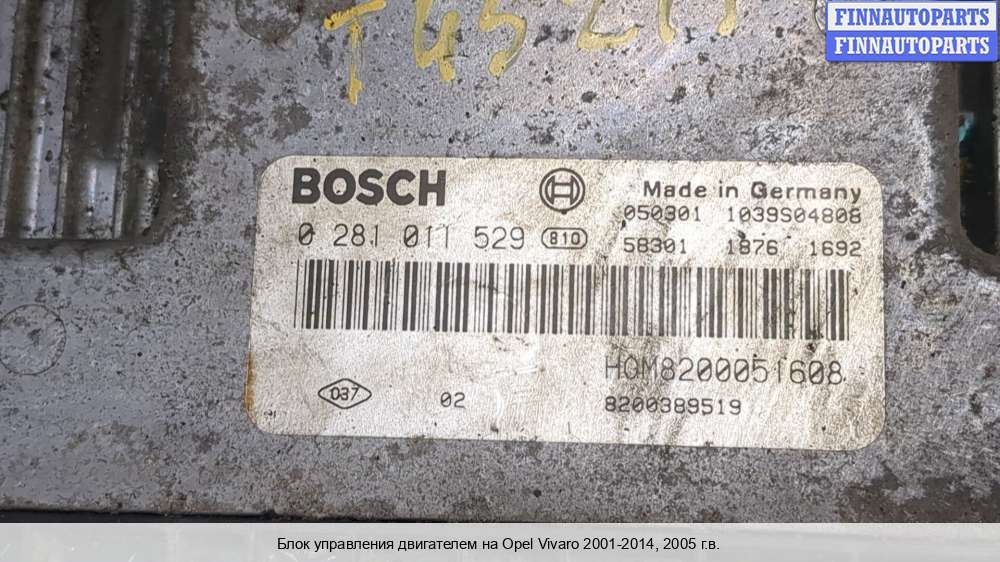 FINNAUTOPARTS
FINNAUTOPARTS
BOSCH
Made in Germany
050301 1039S04808
0 281 011 529 810
58301 1876 1692
HOM8200051608
037
02
8200389519
Блок управления двигателем на Opel Vivaro 2001-2014, 2005 г.в.